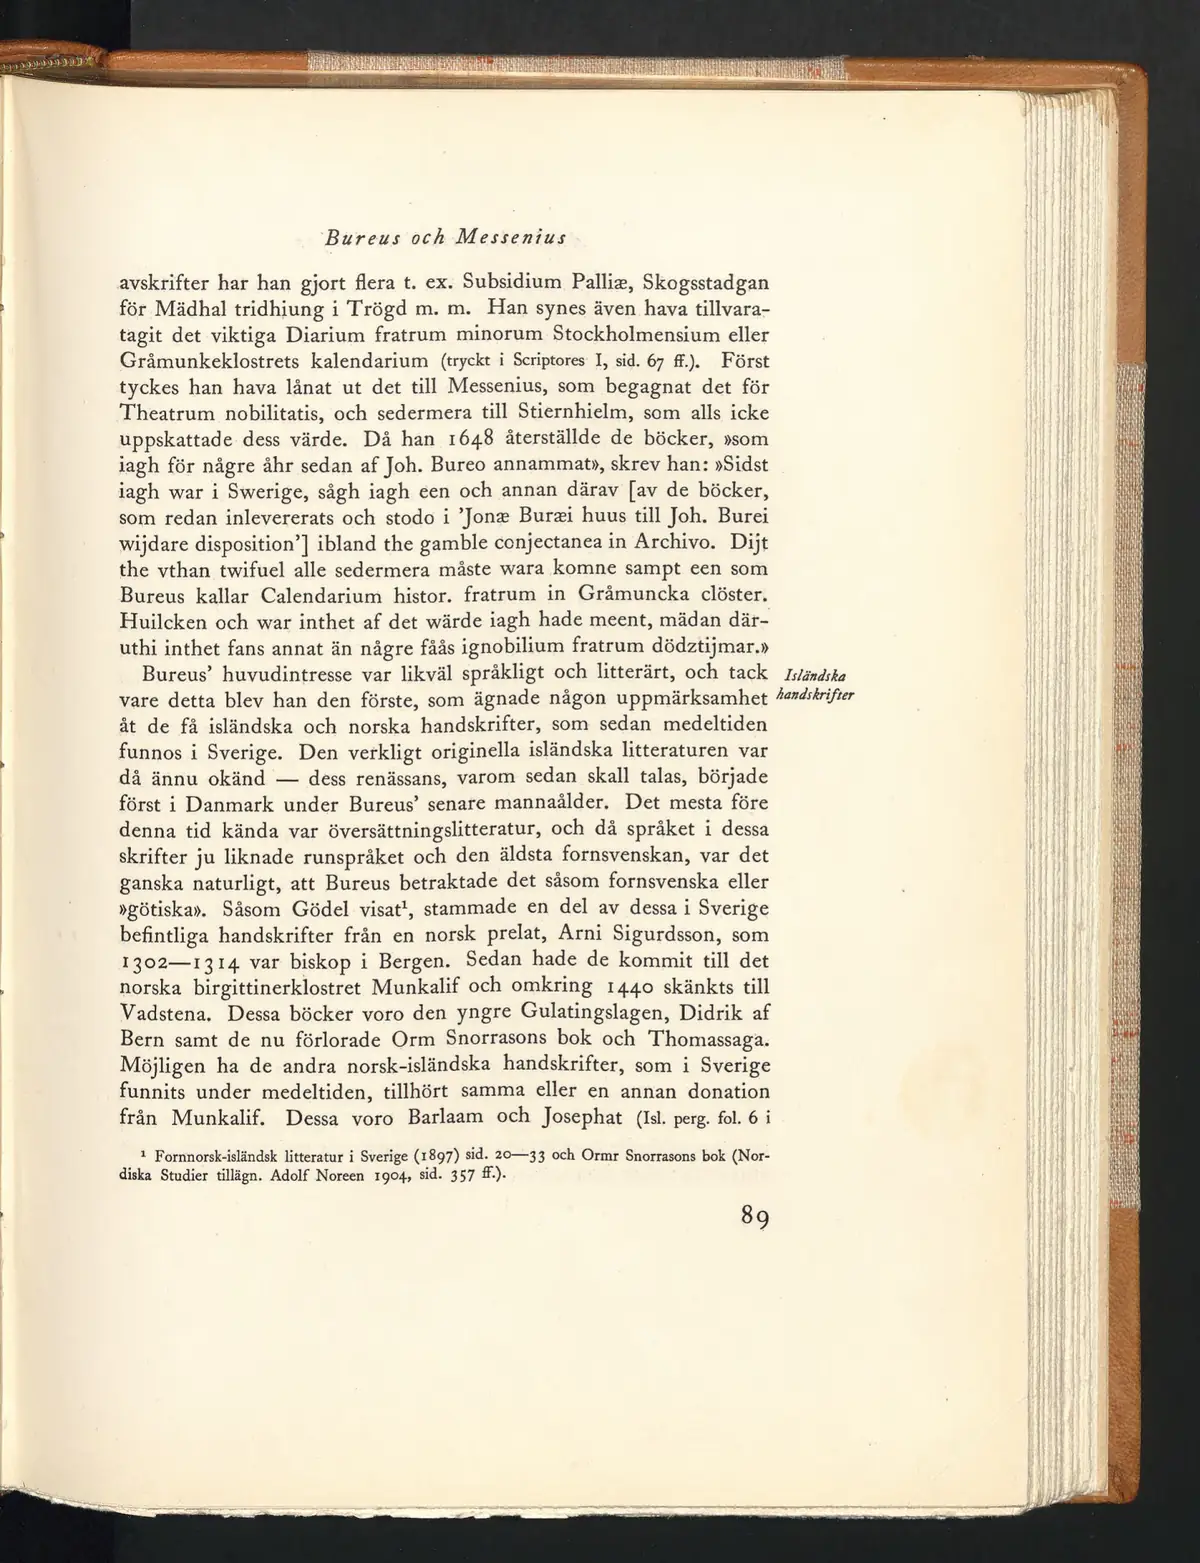 Bureus och Messenius
avskrifter har han gjort flera t. ex. Subsidium Palliæ, Skogsstadgan
för Mädhal tridhiung i Trögd m. m. Han synes även hava tillvara-
tagit det viktiga Diarium fratrum minorum Stockholmensium eller
Gråmunkeklostrets kalendarium (tryckt i Scriptores I, sid. 67 ff.). Först
tyckes han hava lånat ut det till Messenius, som begagnat det för
Theatrum nobilitatis, och sedermera till Stiernhielm, som alls icke
uppskattade dess värde. Då han 1648 återställde de böcker, »som
iagh för någre åhr sedan af Joh. Bureo annammat», skrev han: »Sidst
iagh war i Swerige, sågh iagh een och annan därav [av de böcker,
som redan inlevererats och stodo i ’Jonæ Buræi huus till Joh. Burei
wijdare disposition’] ibland the gamble conjectanea in Archivo. Dijt
the vthan twifuel alle sedermera måste wara komne sampt een som
Bureus kallar Calendarium histor. fratrum in Gråmuncka clöster.
Huilcken och war inthet af det wärde iagh hade meent, mädan där-
uthi inthet fans annat än någre fåås ignobilium fratrum dödztijmar.»
Bureus’ huvudintresse var likväl språkligt och litterärt, och tack
vare detta blev han den förste, som ägnade någon uppmärksamhet
Isländska
handskrifter
åt de få isländska och norska handskrifter, som sedan medeltiden
funnos i Sverige. Den verkligt originella isländska litteraturen var
då ännu okänd — dess renässans, varom sedan skall talas, började
först i Danmark under Bureus’ senare mannaålder. Det mesta före
denna tid kända var översättningslitteratur, och då språket i dessa
skrifter ju liknade runspråket och den äldsta fornsvenskan, var det
ganska naturligt, att Bureus betraktade det såsom fornsvenska eller
»götiska». Såsom Gödel visat¹, stammade en del av dessa i Sverige
befintliga handskrifter från en norsk prelat, Arni Sigurdsson, som
1302—1314 var biskop i Bergen. Sedan hade de kommit till det
norska birgittinerklostret Munkalif och omkring 1440 skänkts till
Vadstena. Dessa böcker voro den yngre Gulatingslagen, Didrik af
Bern samt de nu förlorade Orm Snorrasons bok och Thomassaga.
Möjligen ha de andra norsk-isländska handskrifter, som i Sverige
funnits under medeltiden, tillhört samma eller en annan donation
från Munkalif. Dessa voro Barlaam och Josephat (Isl. perg. fol. 6 i
¹ Fornnorsk-isländsk litteratur i Sverige (1897) sid. 20—33 och Ormr Snorrasons bok (Nor-
diska Studier tillägn. Adolf Noreen 1904, sid. 357 ff.).
89